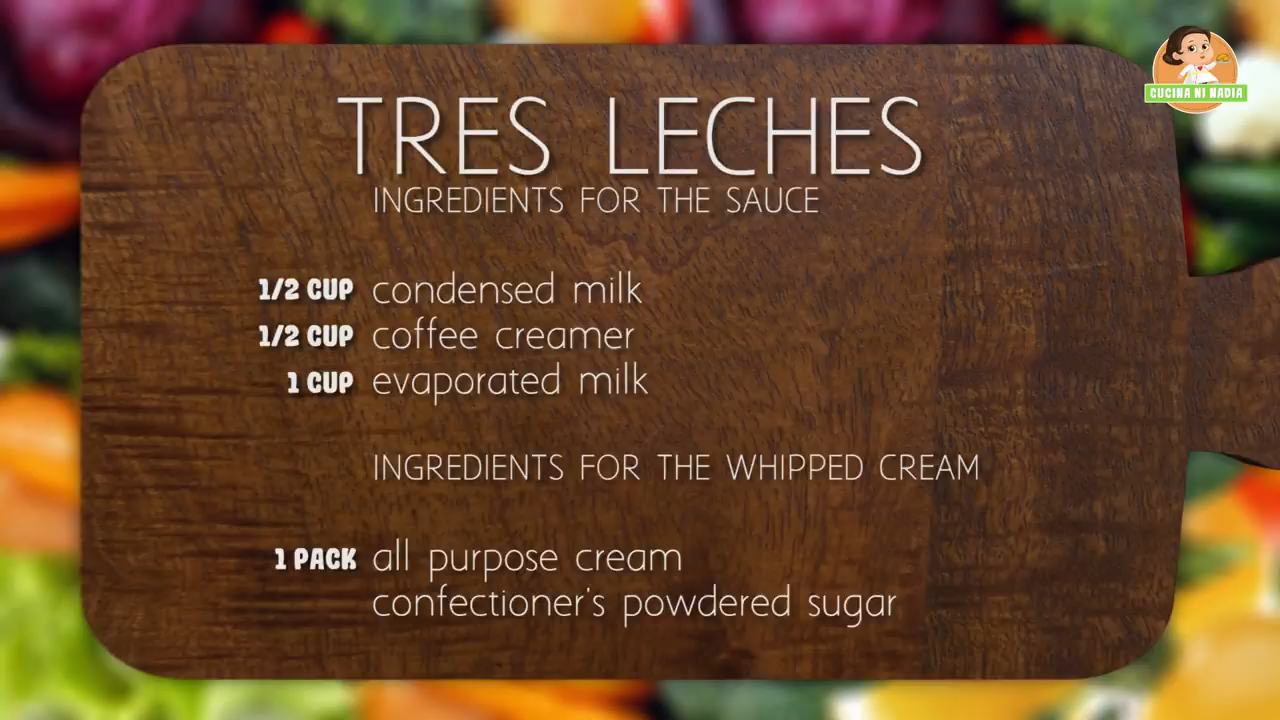 CUCINA NI NADIA
TRES LECHES
INGREDIENTS FOR THE SAUCE
1/2 CUP condensed milk
1/2 CUP coffee creamer
1 CUP evaporated milk
INGREDIENTS FOR THE WHIPPED CREAM
1 PACK all purpose cream
confectioner's powdered sugar